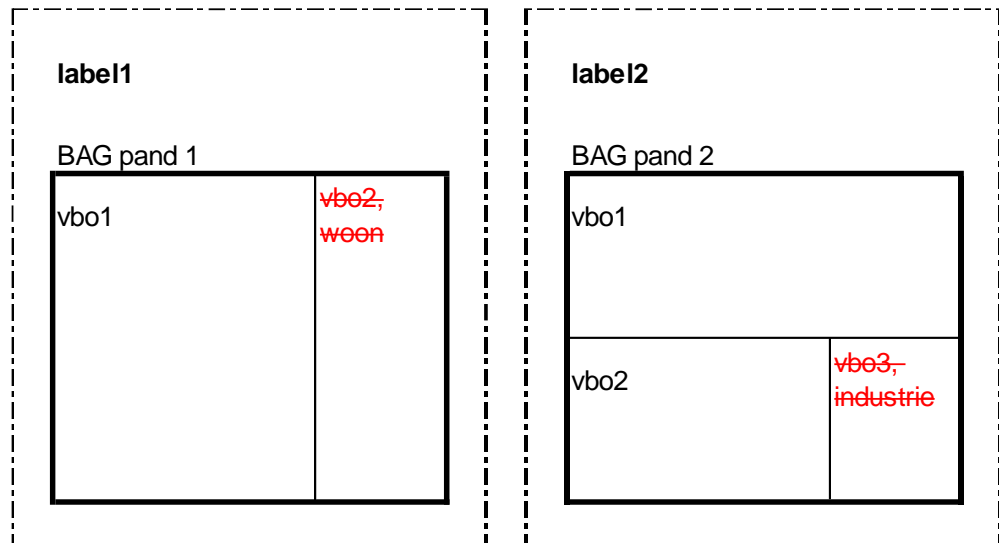 label1
BAG pand 1
vbo1
vbo2,
woon
label2
BAG pand 2
vbo1
vbo2
vbo3,
industrie